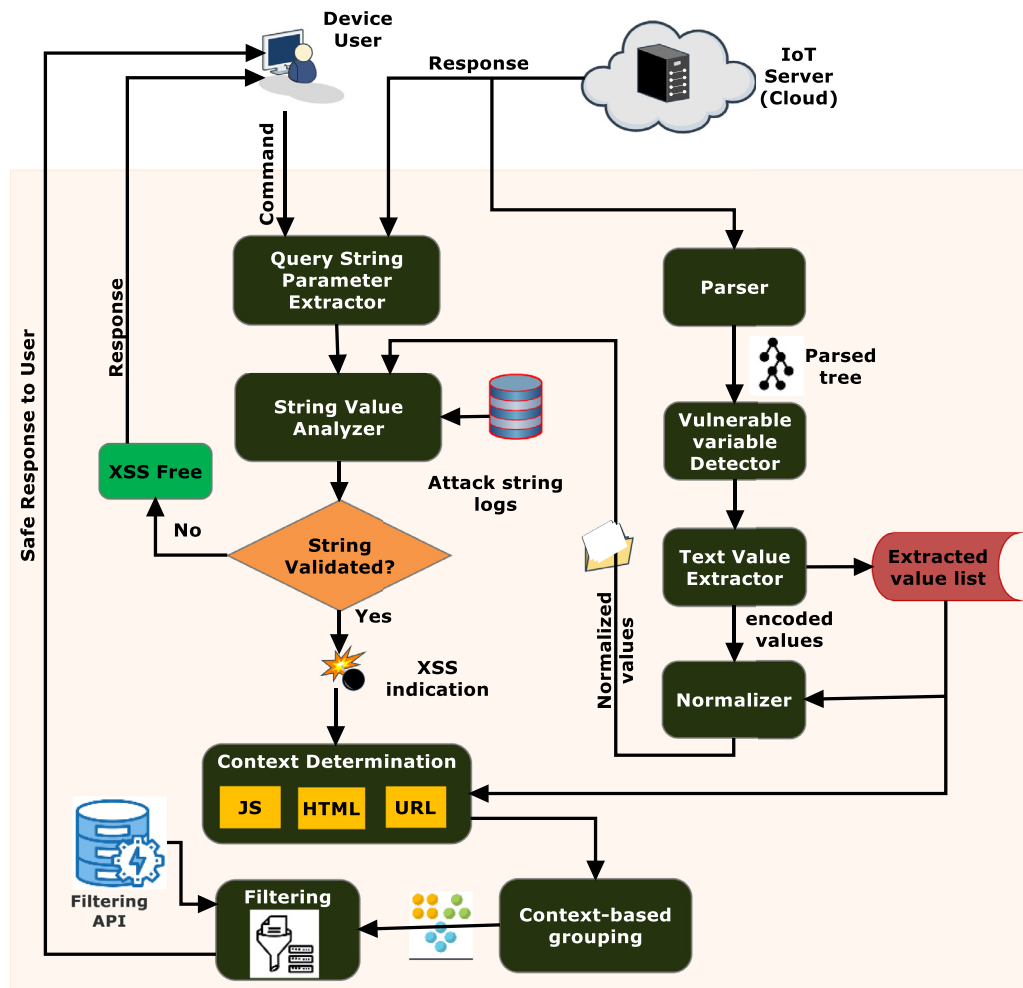 Device
User
Response
IoT
Server
(Cloud)
Command
Query String
Parameter
Extractor
Parser
Response
Safe Response to User
Parsed
tree
String Value
Analyzer
Vulnerable
variable
Detector
XSS Free
Attack string
logs
No
String
Validated?
Text Value
Extractor
Extracted
value list
Yes
encoded
values
Normalized
values
XSS
indication
Normalizer
Context Determination
JS
HTML
URL
Filtering
API
Filtering
Context-based
grouping